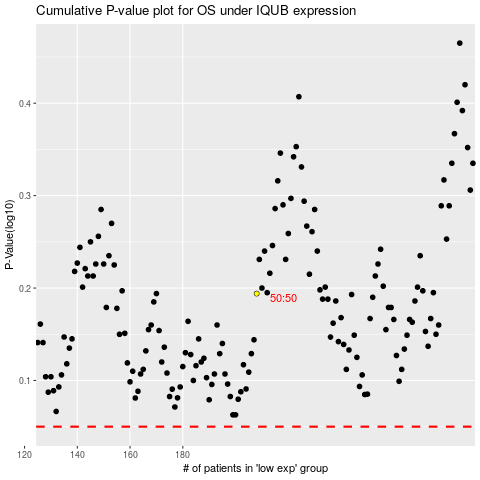 Cumulative P-value plot for OS under IQUB expression
P-Value(log10)
0.4
0.3
0.2
0.1
50:50
120 140 160 180
# of patients in 'low exp' group